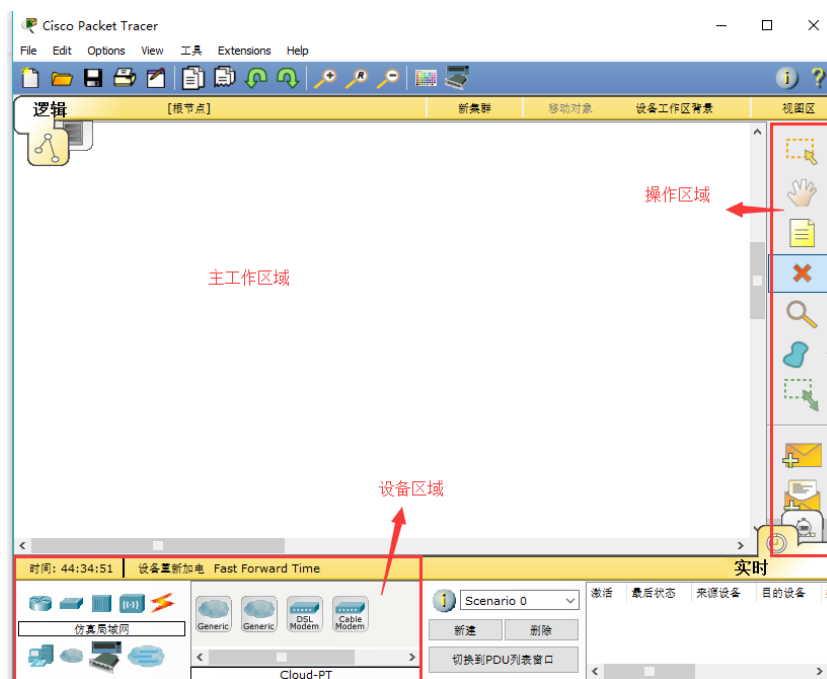 Cisco Packet Tracer
File Edit Options View 工具 Extensions Help
逻辑 [根节点] 新集群 移动对象 设备工作区背景 视图区
操作区域
主工作区域
设备区域
时间: 44:34:51 设备重新加电 Fast Forward Time 实时
Scenario 0 激活 最后状态 来源设备 目的设备
Generic Generic DSL Modem Cable Modem
仿真局域网 新建 删除
切换到PDU列表窗口
Cloud-PT